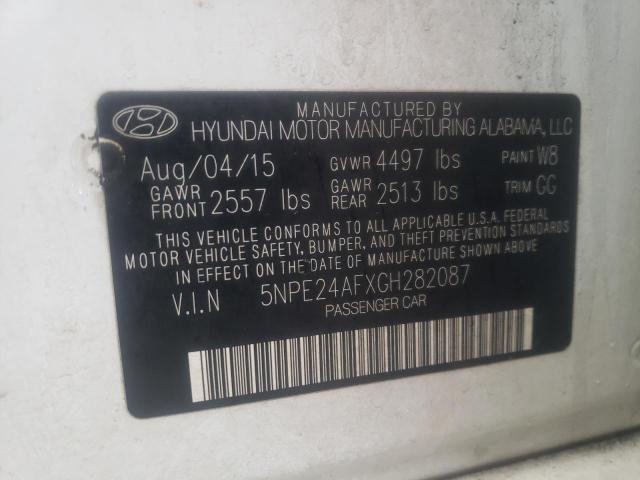 MANUFACTURED BY
HYUNDAI MOTOR MANUFACTURING ALABAMA, LLC
Aug/04/15 GVWR 4497 lbs PAINT W8
GAWR FRONT 2557 lbs GAWR REAR 2513 lbs TRIM GG
THIS VEHICLE CONFORMS TO ALL APPLICABLE U.S.A. FEDERAL
MOTOR VEHICLE SAFETY, BUMPER, AND THEFT PREVENTION STANDARDS
IN EFFECT ON THE DATE OF MANUFACTURE SHOWN ABOVE
V.I.N 5NPE24AFXGH282087
PASSENGER CAR